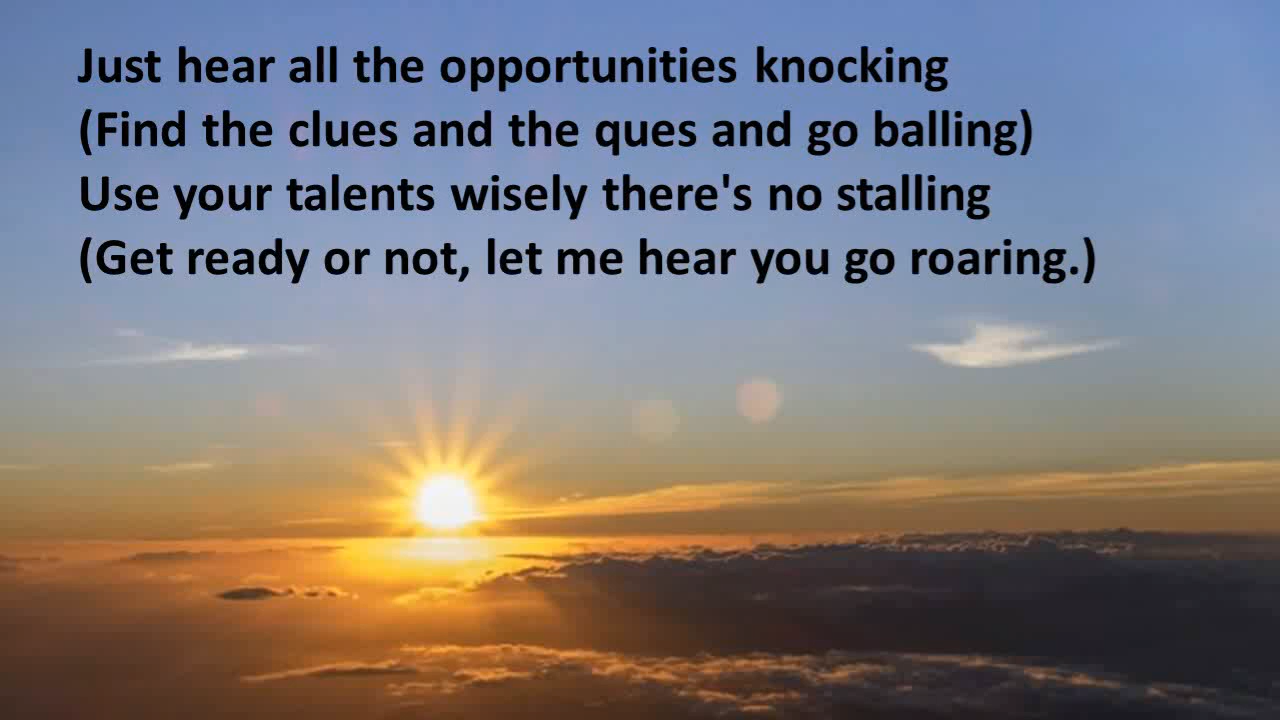 Just hear all the opportunities knocking
(Find the clues and the ques and go balling)
Use your talents wisely there's no stalling
(Get ready or not, let me hear you go roaring.)